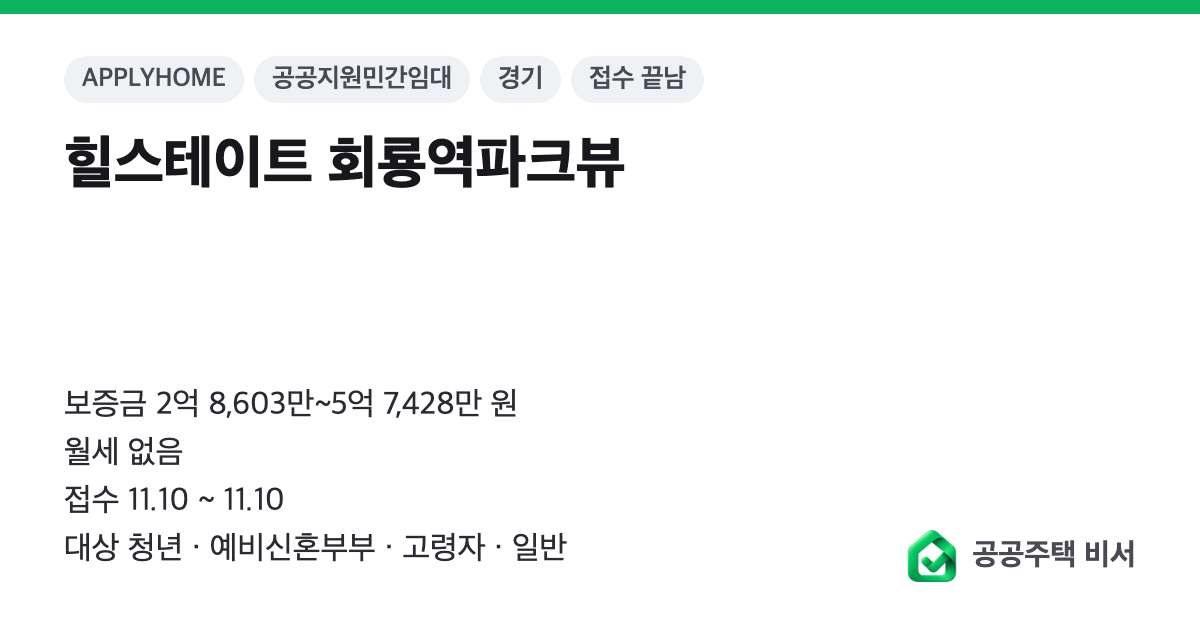 APPLYHOME 공공지원민간임대 경기 접수 끝남
힐스테이트 회룡역파크뷰
보증금 2억 8,603만~5억 7,428만 원
월세 없음
접수 11.10 ~ 11.10
대상 청년 · 예비신혼부부 · 고령자 · 일반
공공주택 비서